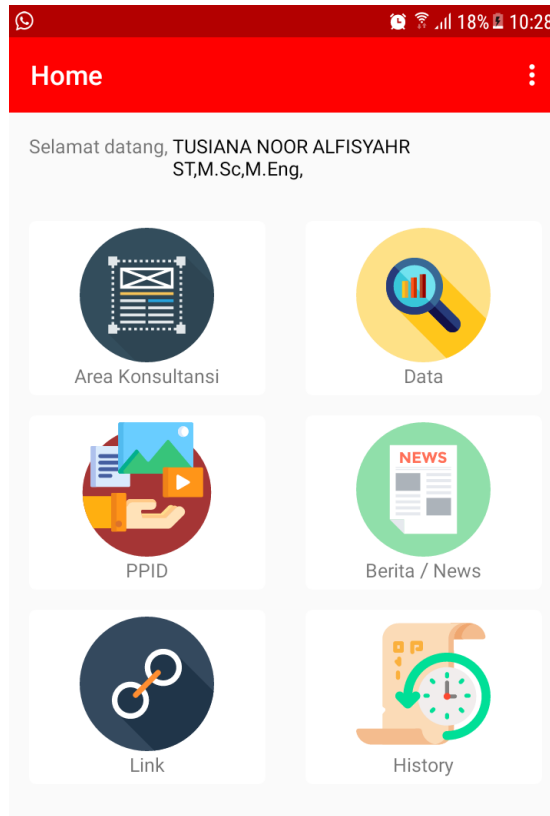 18% 10:28
Home
Selamat datang, TUSIANA NOOR ALFISYAHR
ST,M.Sc,M.Eng,
Area Konsultansi
Data
NEWS
PPID
Berita / News
Link
History